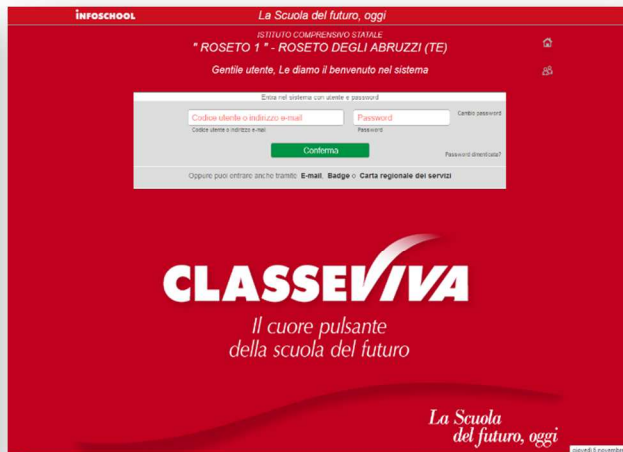 INFOSCHOOL
La Scuola del futuro, oggi
ISTITUTO COMPRENSIVO STATALE
" ROSETO 1 " - ROSETO DEGLI ABRUZZI (TE)
Gentile utente, Le diamo il benvenuto nel sistema
Entra nel sistema con utente e password
Codice utente o indirizzo e-mail Password Cambio password
Codice utente o indirizzo e-mail Password
Conferma
Password dimenticata?
Oppure puoi entrare anche tramite E-mail, Badge o Carta regionale dei servizi
CLASSEVIVA
Il cuore pulsante
della scuola del futuro
La Scuola
del futuro, oggi
giovedì 5 novembre